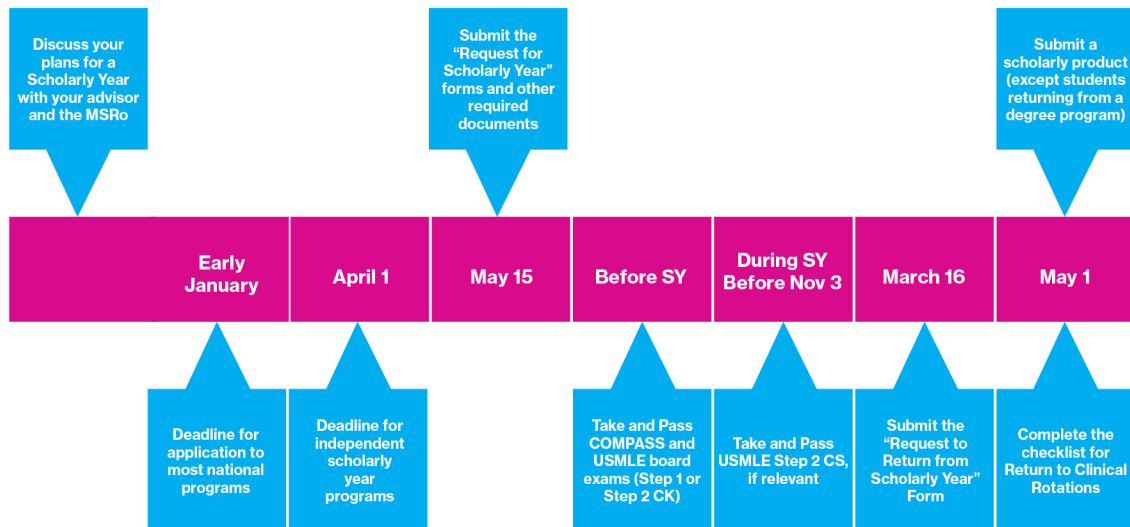 Discuss your
plans for a
Scholarly Year
with your advisor
and the MSRo
Submit the
“Request for
Scholarly Year”
forms and other
required
documents
Submit a
scholarly product
(except students
returning from a
degree program)
Early
January
April 1
May 15
Before SY
During SY
Before Nov 3
March 16
May 1
Deadline for
application to
most national
programs
Deadline for
independent
scholarly
year programs
Take and Pass
COMPASS and
USMLE board
exams (Step 1 or
Step 2 CK)
Take and Pass
USMLE Step 2 CS,
if relevant
Submit the
“Request to
Return from
Scholarly Year”
Form
Complete the
checklist for
Return to Clinical
Rotations